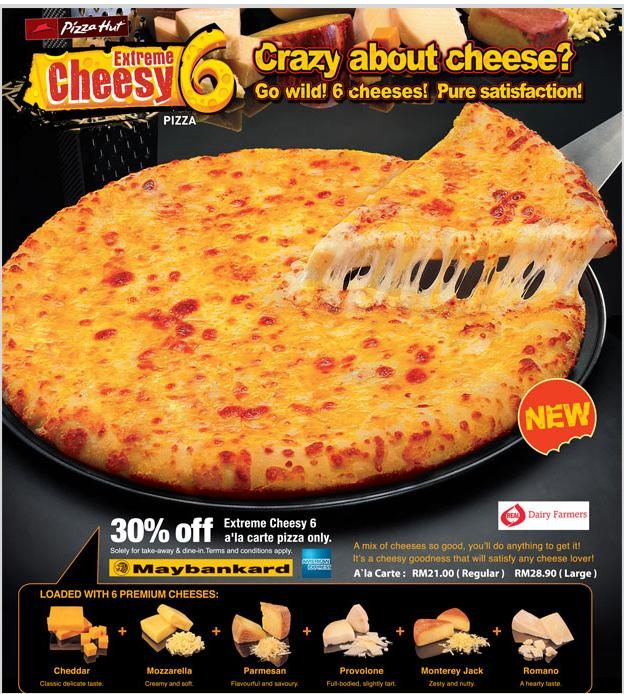 Pizza Hut
Extreme
Cheesy 6
PIZZA
Crazy about cheese?
Go wild! 6 cheeses! Pure satisfaction!
NEW
30% off
Extreme Cheesy 6
a'la carte pizza only.
Solely for take-away & dine-in.Terms and conditions apply.
Maybankard
AMERICAN
EXPRESS
REAL
Dairy Farmers
A mix of cheeses so good, you'll do anything to get it!
It's a cheesy goodness that will satisfy any cheese lover!
A`la Carte : RM21.00 ( Regular ) RM28.90 ( Large )
LOADED WITH 6 PREMIUM CHEESES:
Cheddar + Mozzarella + Parmesan + Provolone + Monterey Jack + Romano
Classic delicate taste. Creamy and soft. Flavourful and savoury. Full-bodied, slightly tart. Zesty and nutty. A hearty taste.